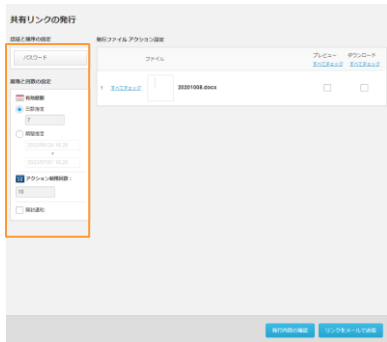 共有リンクの発行
認証と権限の設定
発行ファイル アクション設定
パスワード
ファイル
プレビュー
すべてチェック
ダウンロード
すべてチェック
1 すべてチェック 20201008.docx
期限と回数の設定
有効期限
日数指定
7
期間指定
アクション制限回数:
10
開封通知
発行内容の確認
リンクをメールで送信